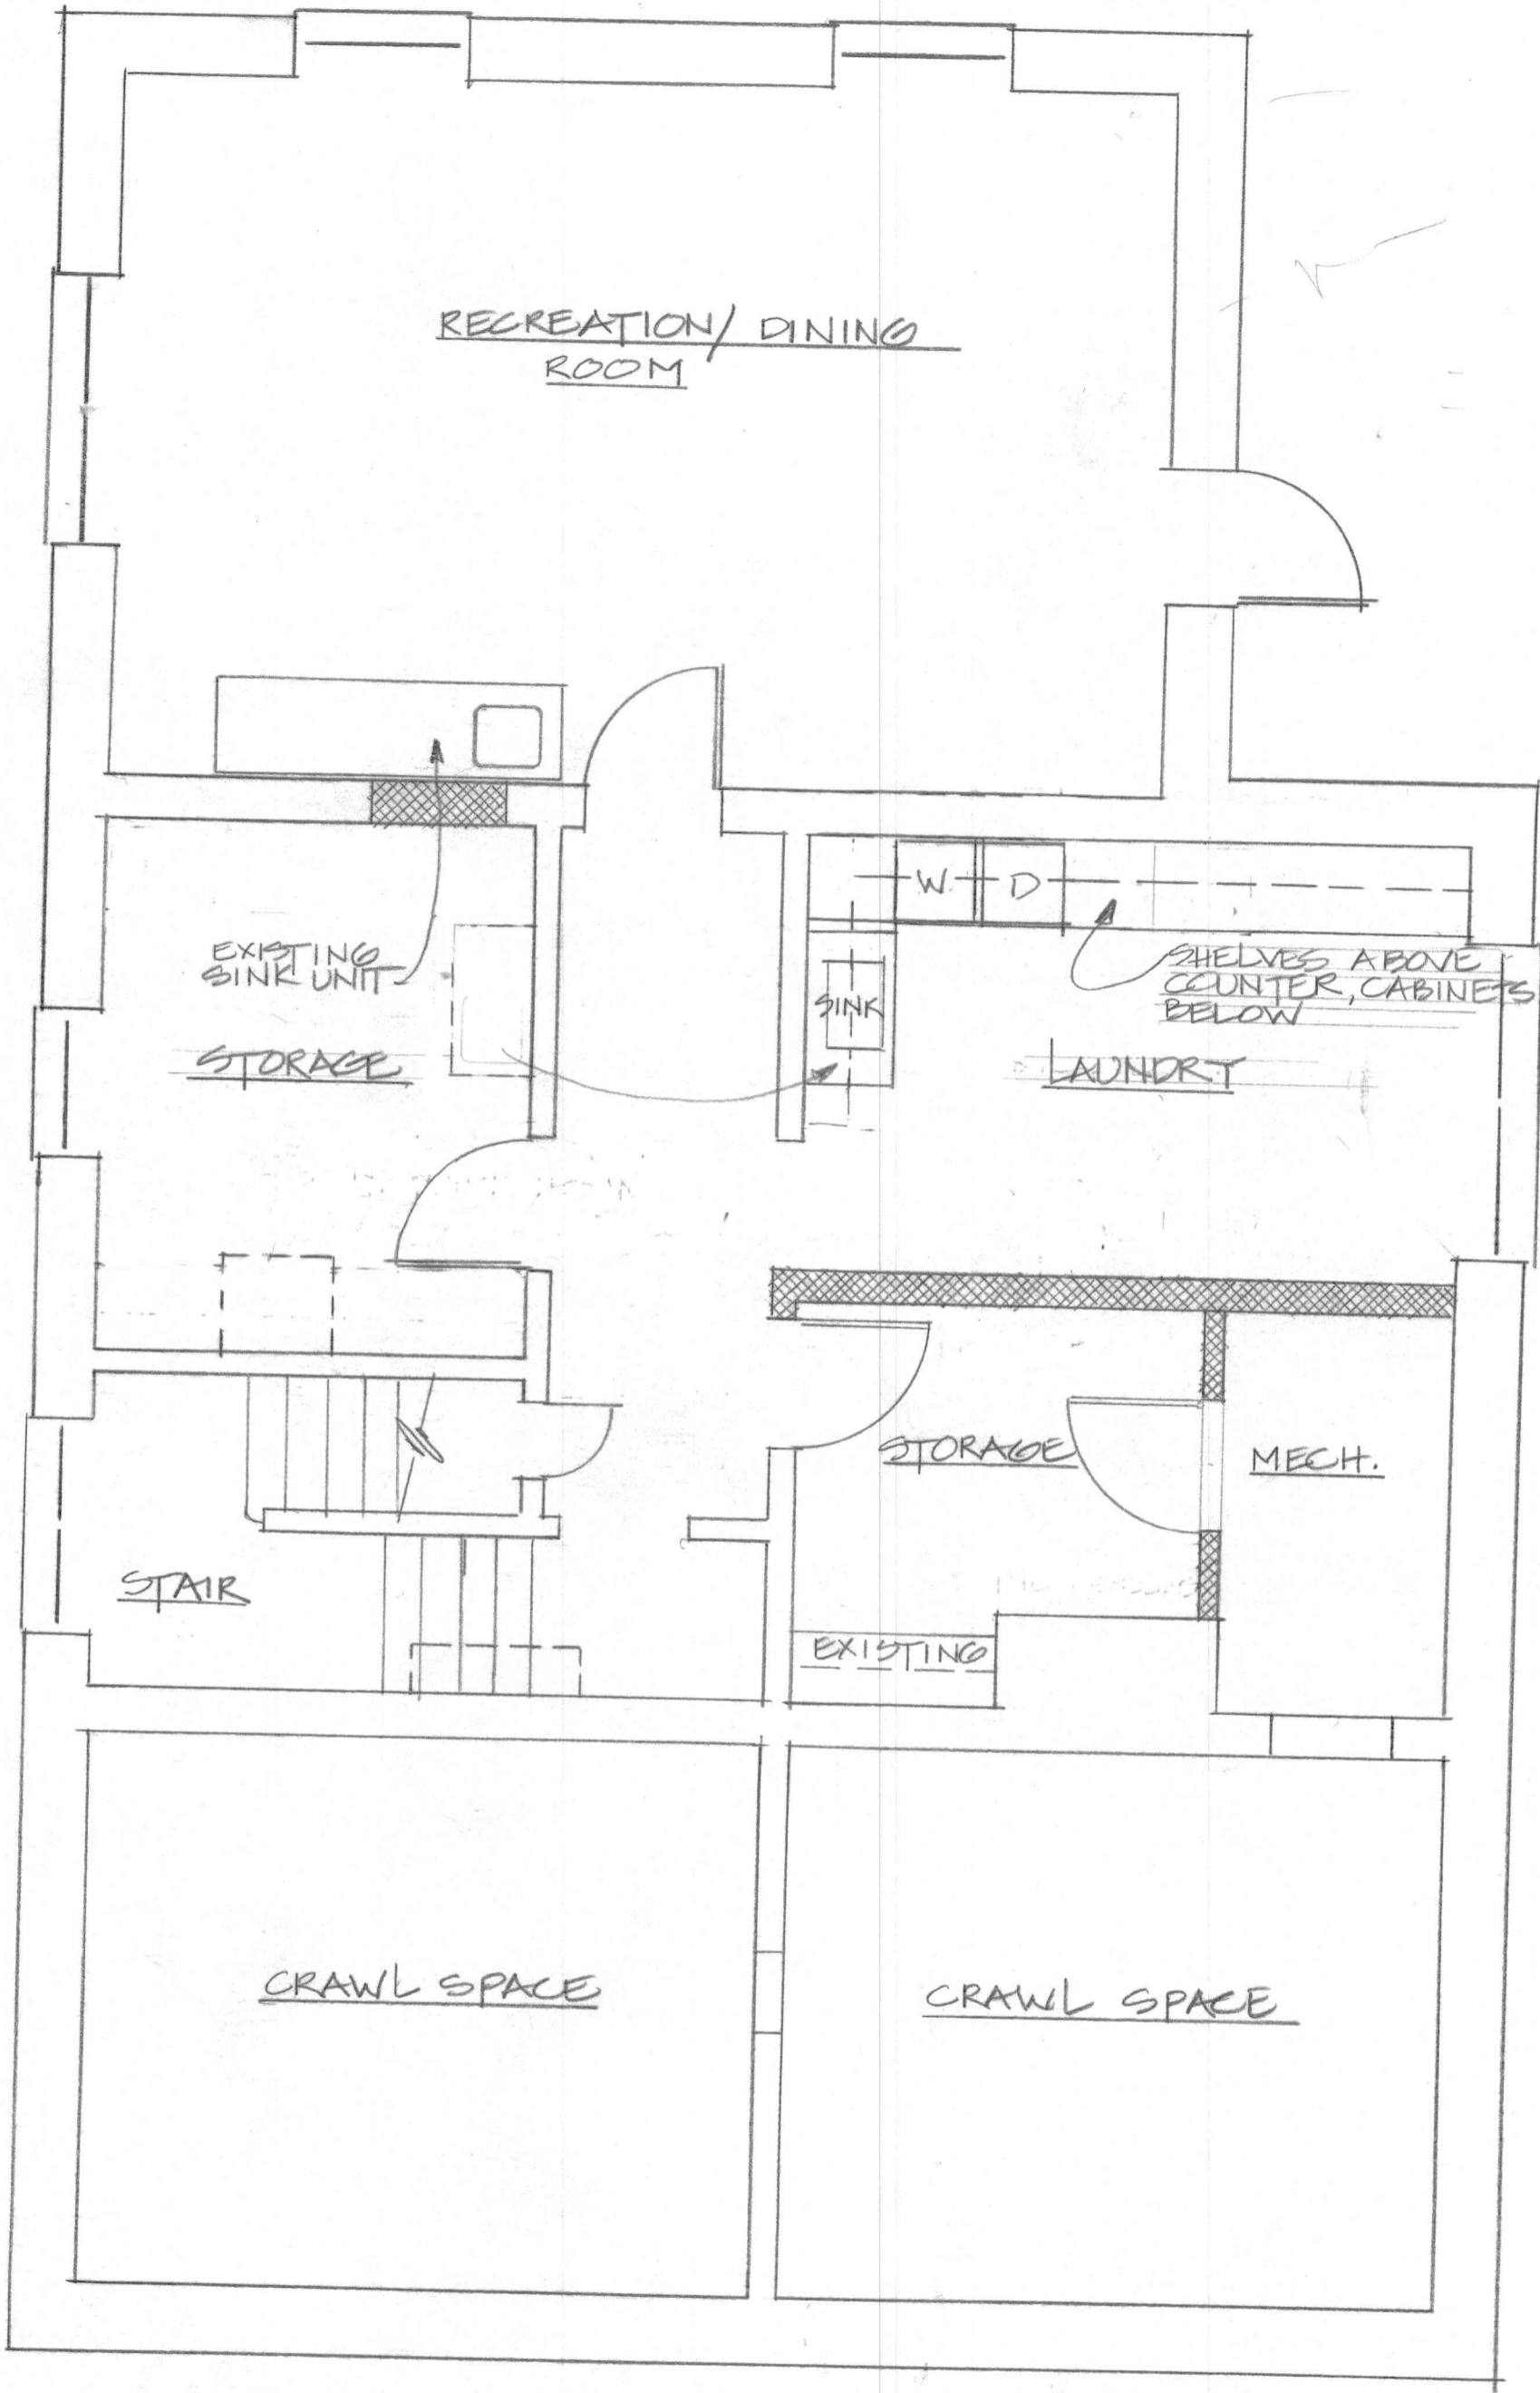 RECREATION/ DINING
ROOM
W
D
EXISTING
SINK UNIT
SHELVES ABOVE
COUNTER, CABINETS
BELOW
SINK
STORAGE
LAUNDRY
STORAGE
MECH.
STAIR
EXISTING
CRAWL SPACE
CRAWL SPACE